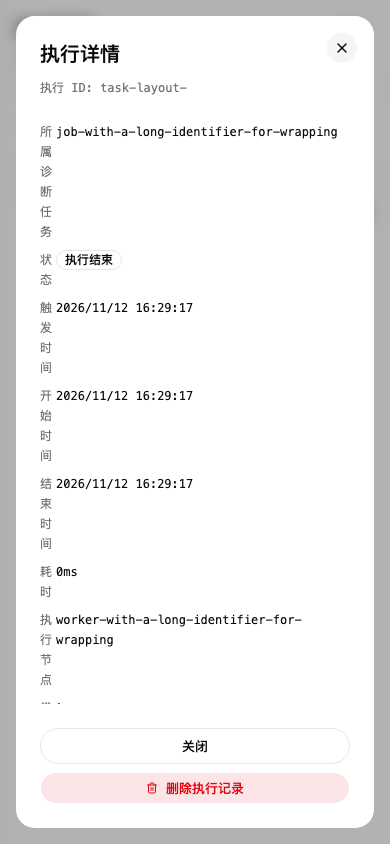 执行详情
执行 ID: task-layout-
所属诊断任务 job-with-a-long-identifier-for-wrapping
状态 执行结束
触发时间 2026/11/12 16:29:17
开始时间 2026/11/12 16:29:17
结束时间 2026/11/12 16:29:17
耗时 0ms
执行节点 worker-with-a-long-identifier-for-
wrapping
关闭
删除执行记录